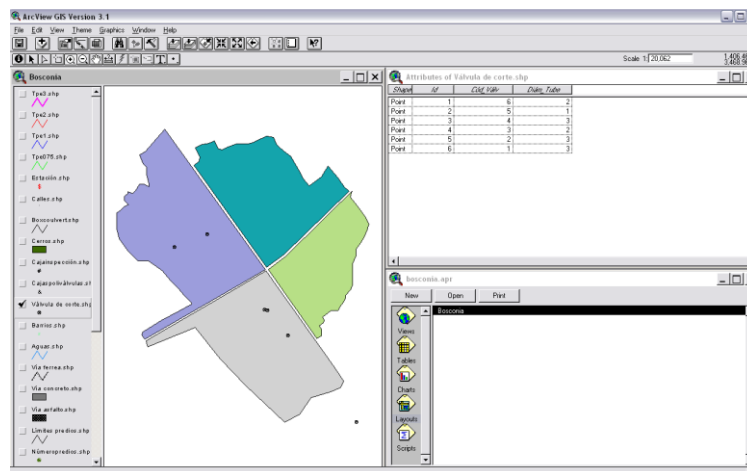 ArcView GIS Version 3.1
File Edit View Theme Graphics Window Help
Scale 1: 20,062
Bosconia
Tpe3.shp
Tpe2.shp
Tpe1.shp
Tpe075.shp
Estación.shp
Calles.shp
Boxcoulvert.shp
Cerros.shp
Cajainspección.shp
Cajaspoliválvulas.sh
Válvula de corte.shp
Barrios.shp
Aguas.shp
Vía ferrea.shp
Vía concreto.shp
Vía asfalto.shp
Límites predios.shp
Númerospredios.shp
Attributes of Válvula de corte.shp
Shape Id Cód_Válv Diám_Tube
Point 1 6 2
Point 2 5 1
Point 3 4 3
Point 4 3 2
Point 5 2 3
Point 6 1 3
bosconia.apr
New Open Print
Bosconia
Views
Tables
Charts
Layouts
Scripts